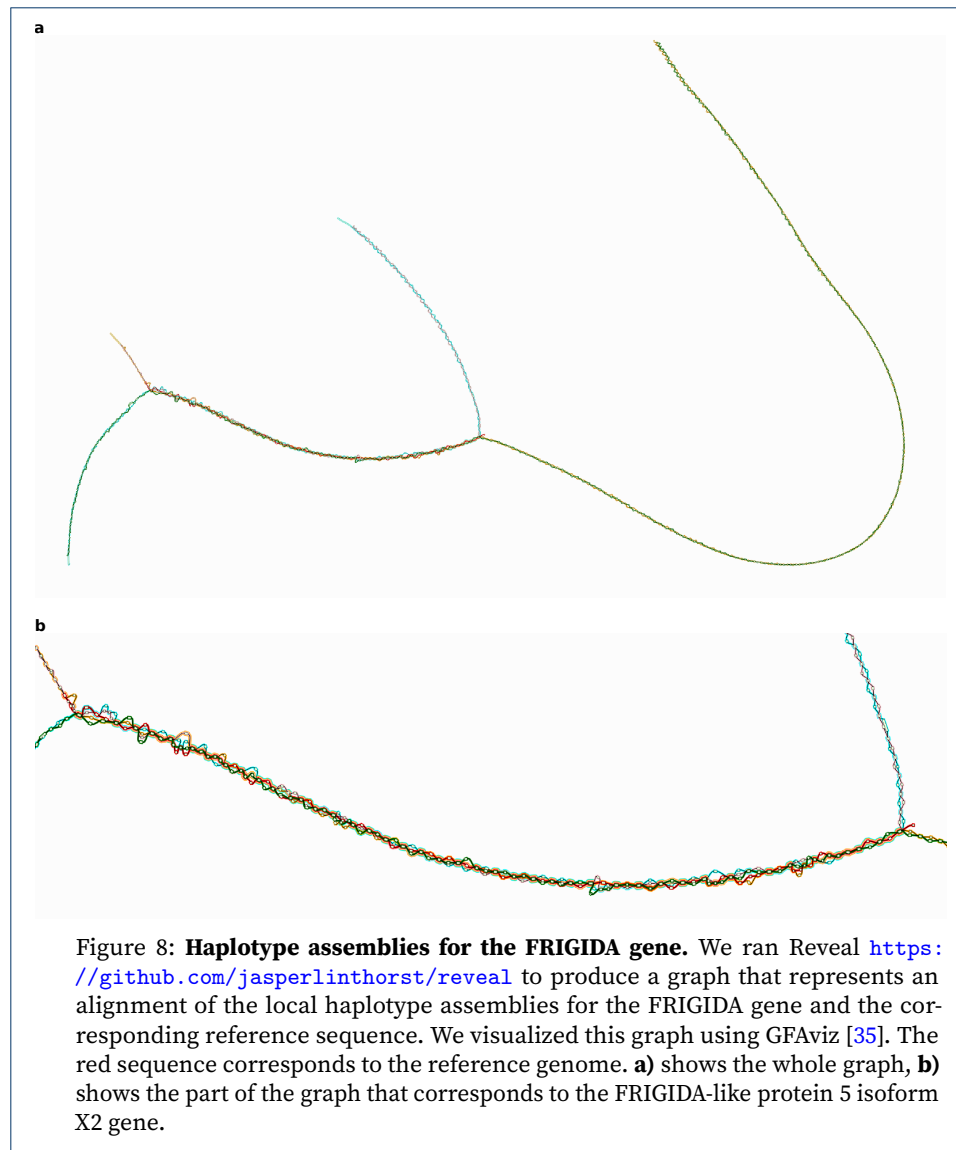 a
b
Figure 8: Haplotype assemblies for the FRIGIDA gene. We ran Reveal https:
//github.com/jasperlinthorst/reveal to produce a graph that represents an
alignment of the local haplotype assemblies for the FRIGIDA gene and the cor-
responding reference sequence. We visualized this graph using GFAviz [35]. The
red sequence corresponds to the reference genome. a) shows the whole graph, b)
shows the part of the graph that corresponds to the FRIGIDA-like protein 5 isoform
X2 gene.